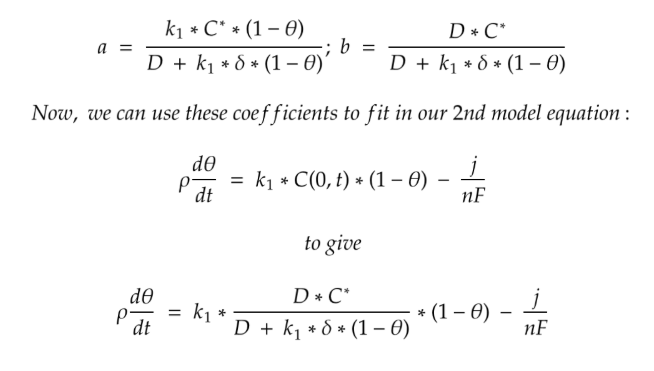 a = \frac{k_1 * C^* * (1 - \theta)}{D + k_1 * \delta * (1 - \theta)}; b = \frac{D * C^*}{D + k_1 * \delta * (1 - \theta)}
Now, we can use these coefficients to fit in our 2nd model equation :
\rho \frac{d\theta}{dt} = k_1 * C(0, t) * (1 - \theta) - \frac{j}{nF}
to give
\rho \frac{d\theta}{dt} = k_1 * \frac{D * C^*}{D + k_1 * \delta * (1 - \theta)} * (1 - \theta) - \frac{j}{nF}